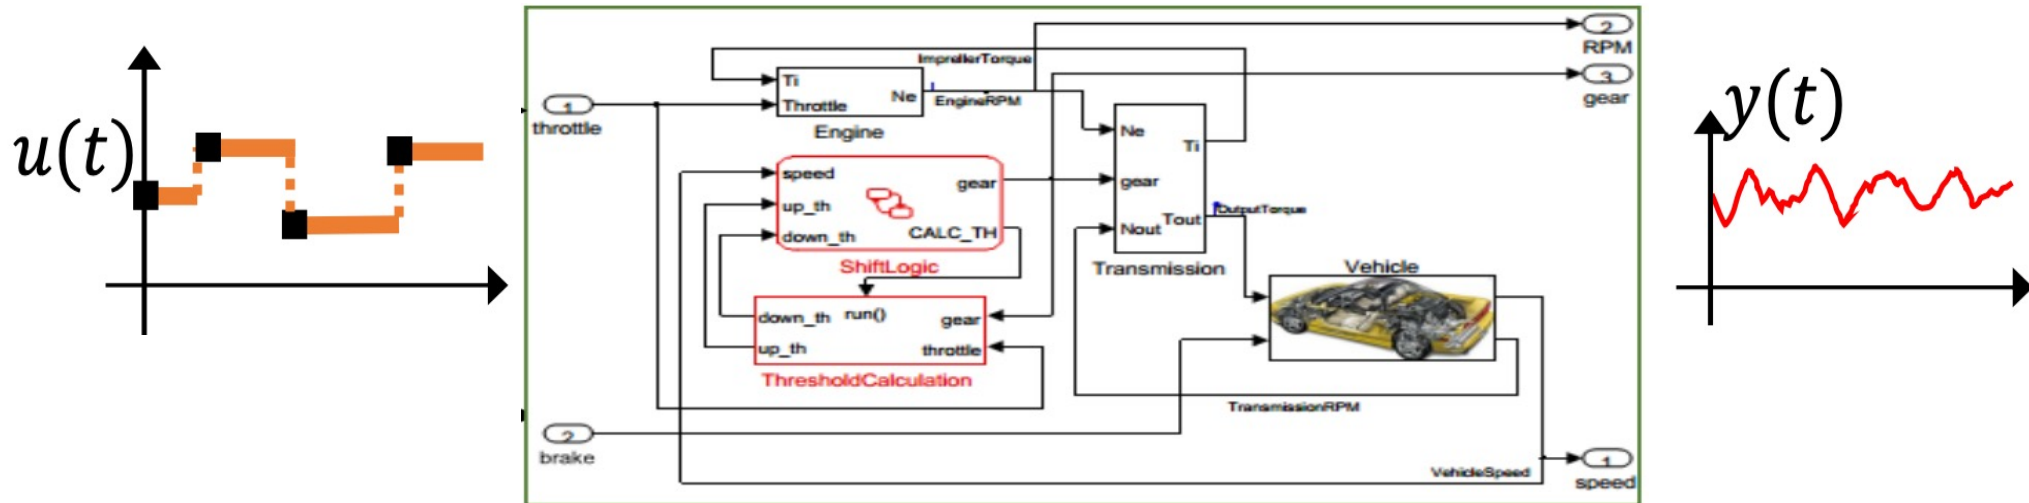 u(t)
1
throttle
2
brake
Ti
Throttle
Ne
Engine
ImprellerTorque
EngineRPM
speed
up_th
down_th
gear
CALC_TH
ShiftLogic
down_th
up_th
run()
gear
throttle
ThresholdCalculation
Ne
gear
Nout
Ti
Tout
Transmission
OutputTorque
Vehicle
TransmissionRPM
VehicleSpeed
2
RPM
3
gear
1
speed
y(t)